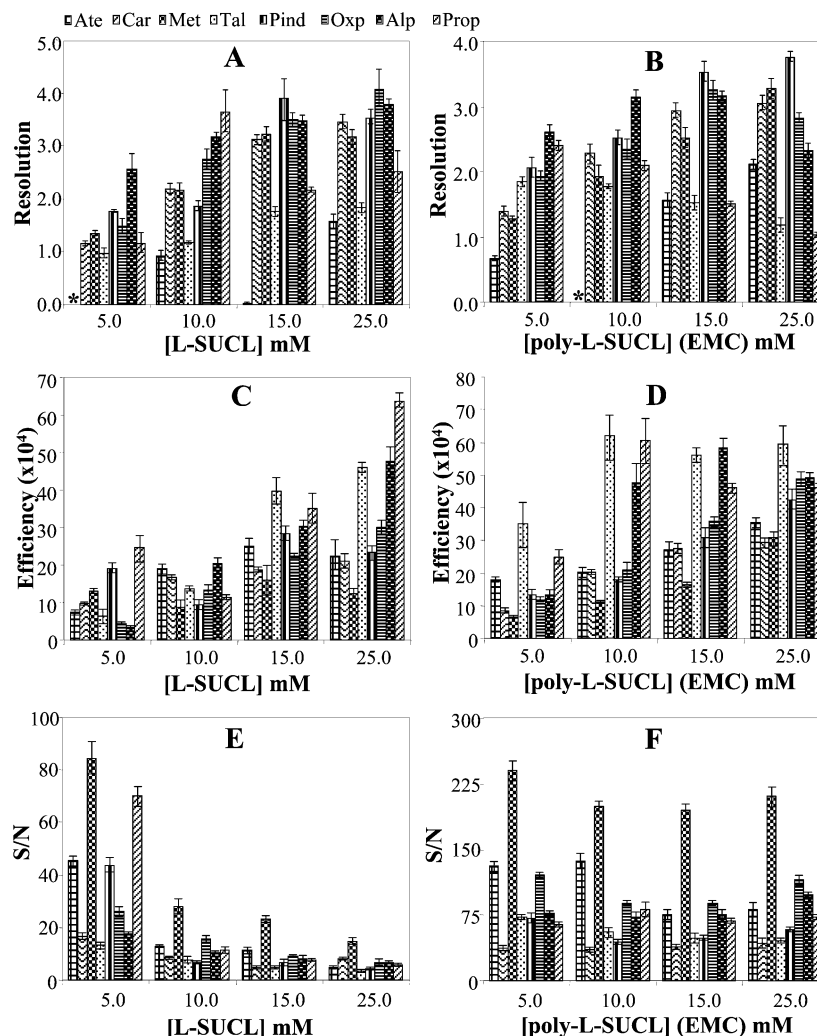 Ate Car Met Tal Pind Oxp Alp Prop
A
Resolution
5.0
4.0
3.0
2.0
1.0
0.0
*
5.0 10.0 15.0 25.0
[L-SUCL] mM
B
Resolution
4.0
3.0
2.0
1.0
0.0
*
5.0 10.0 15.0 25.0
[poly-L-SUCL] (EMC) mM
C
Efficiency (x10⁴)
70
60
50
40
30
20
10
0
5.0 10.0 15.0 25.0
[L-SUCL] mM
D
Efficiency (x10⁴)
80
70
60
50
40
30
20
10
0
5.0 10.0 15.0 25.0
[poly-L-SUCL] (EMC) mM
E
S/N
100
80
60
40
20
0
5.0 10.0 15.0 25.0
[L-SUCL] mM
F
S/N
300
225
150
75
0
5.0 10.0 15.0 25.0
[poly-L-SUCL] (EMC) mM